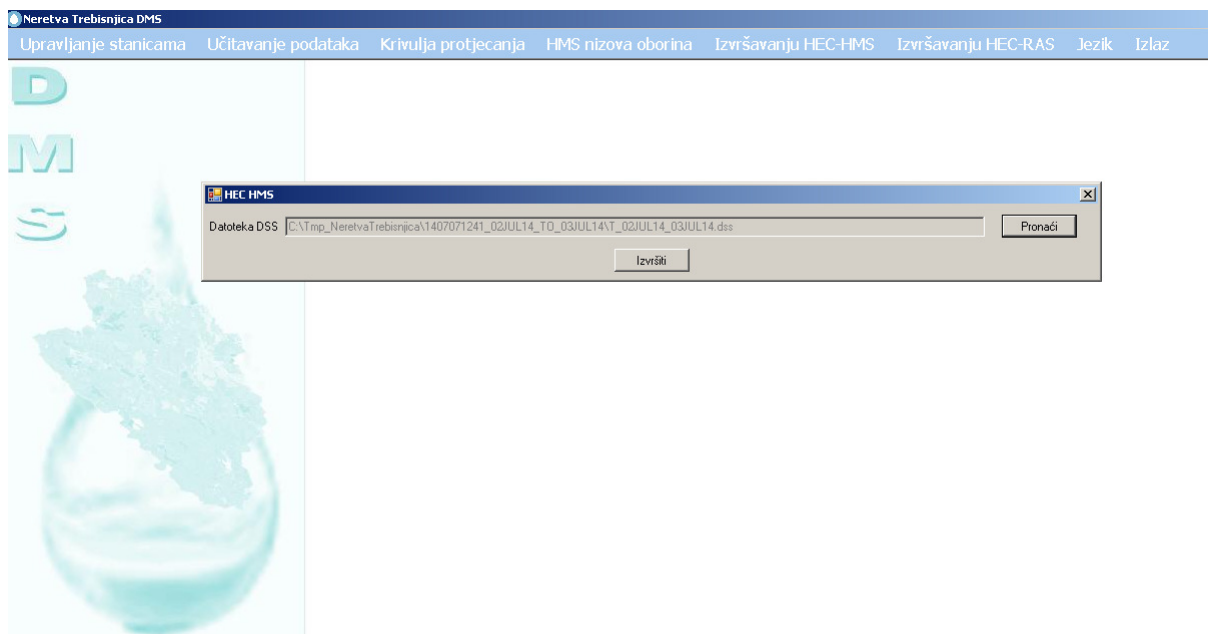 Neretva Trebisnjica DMS
Upravljanje stanicama Učitavanje podataka Krivulja protjecanja HMS nizova oborina Izvršavanju HEC-HMS Izvršavanju HEC-RAS Jezik Izlaz
D
M
S
HEC HMS
Datoteka DSS C:\Tmp_NeretvaTrebisnjica\1407071241_02JUL14_TO_03JUL14\T_02JUL14_03JUL14.dss Pronaći
Izvršiti